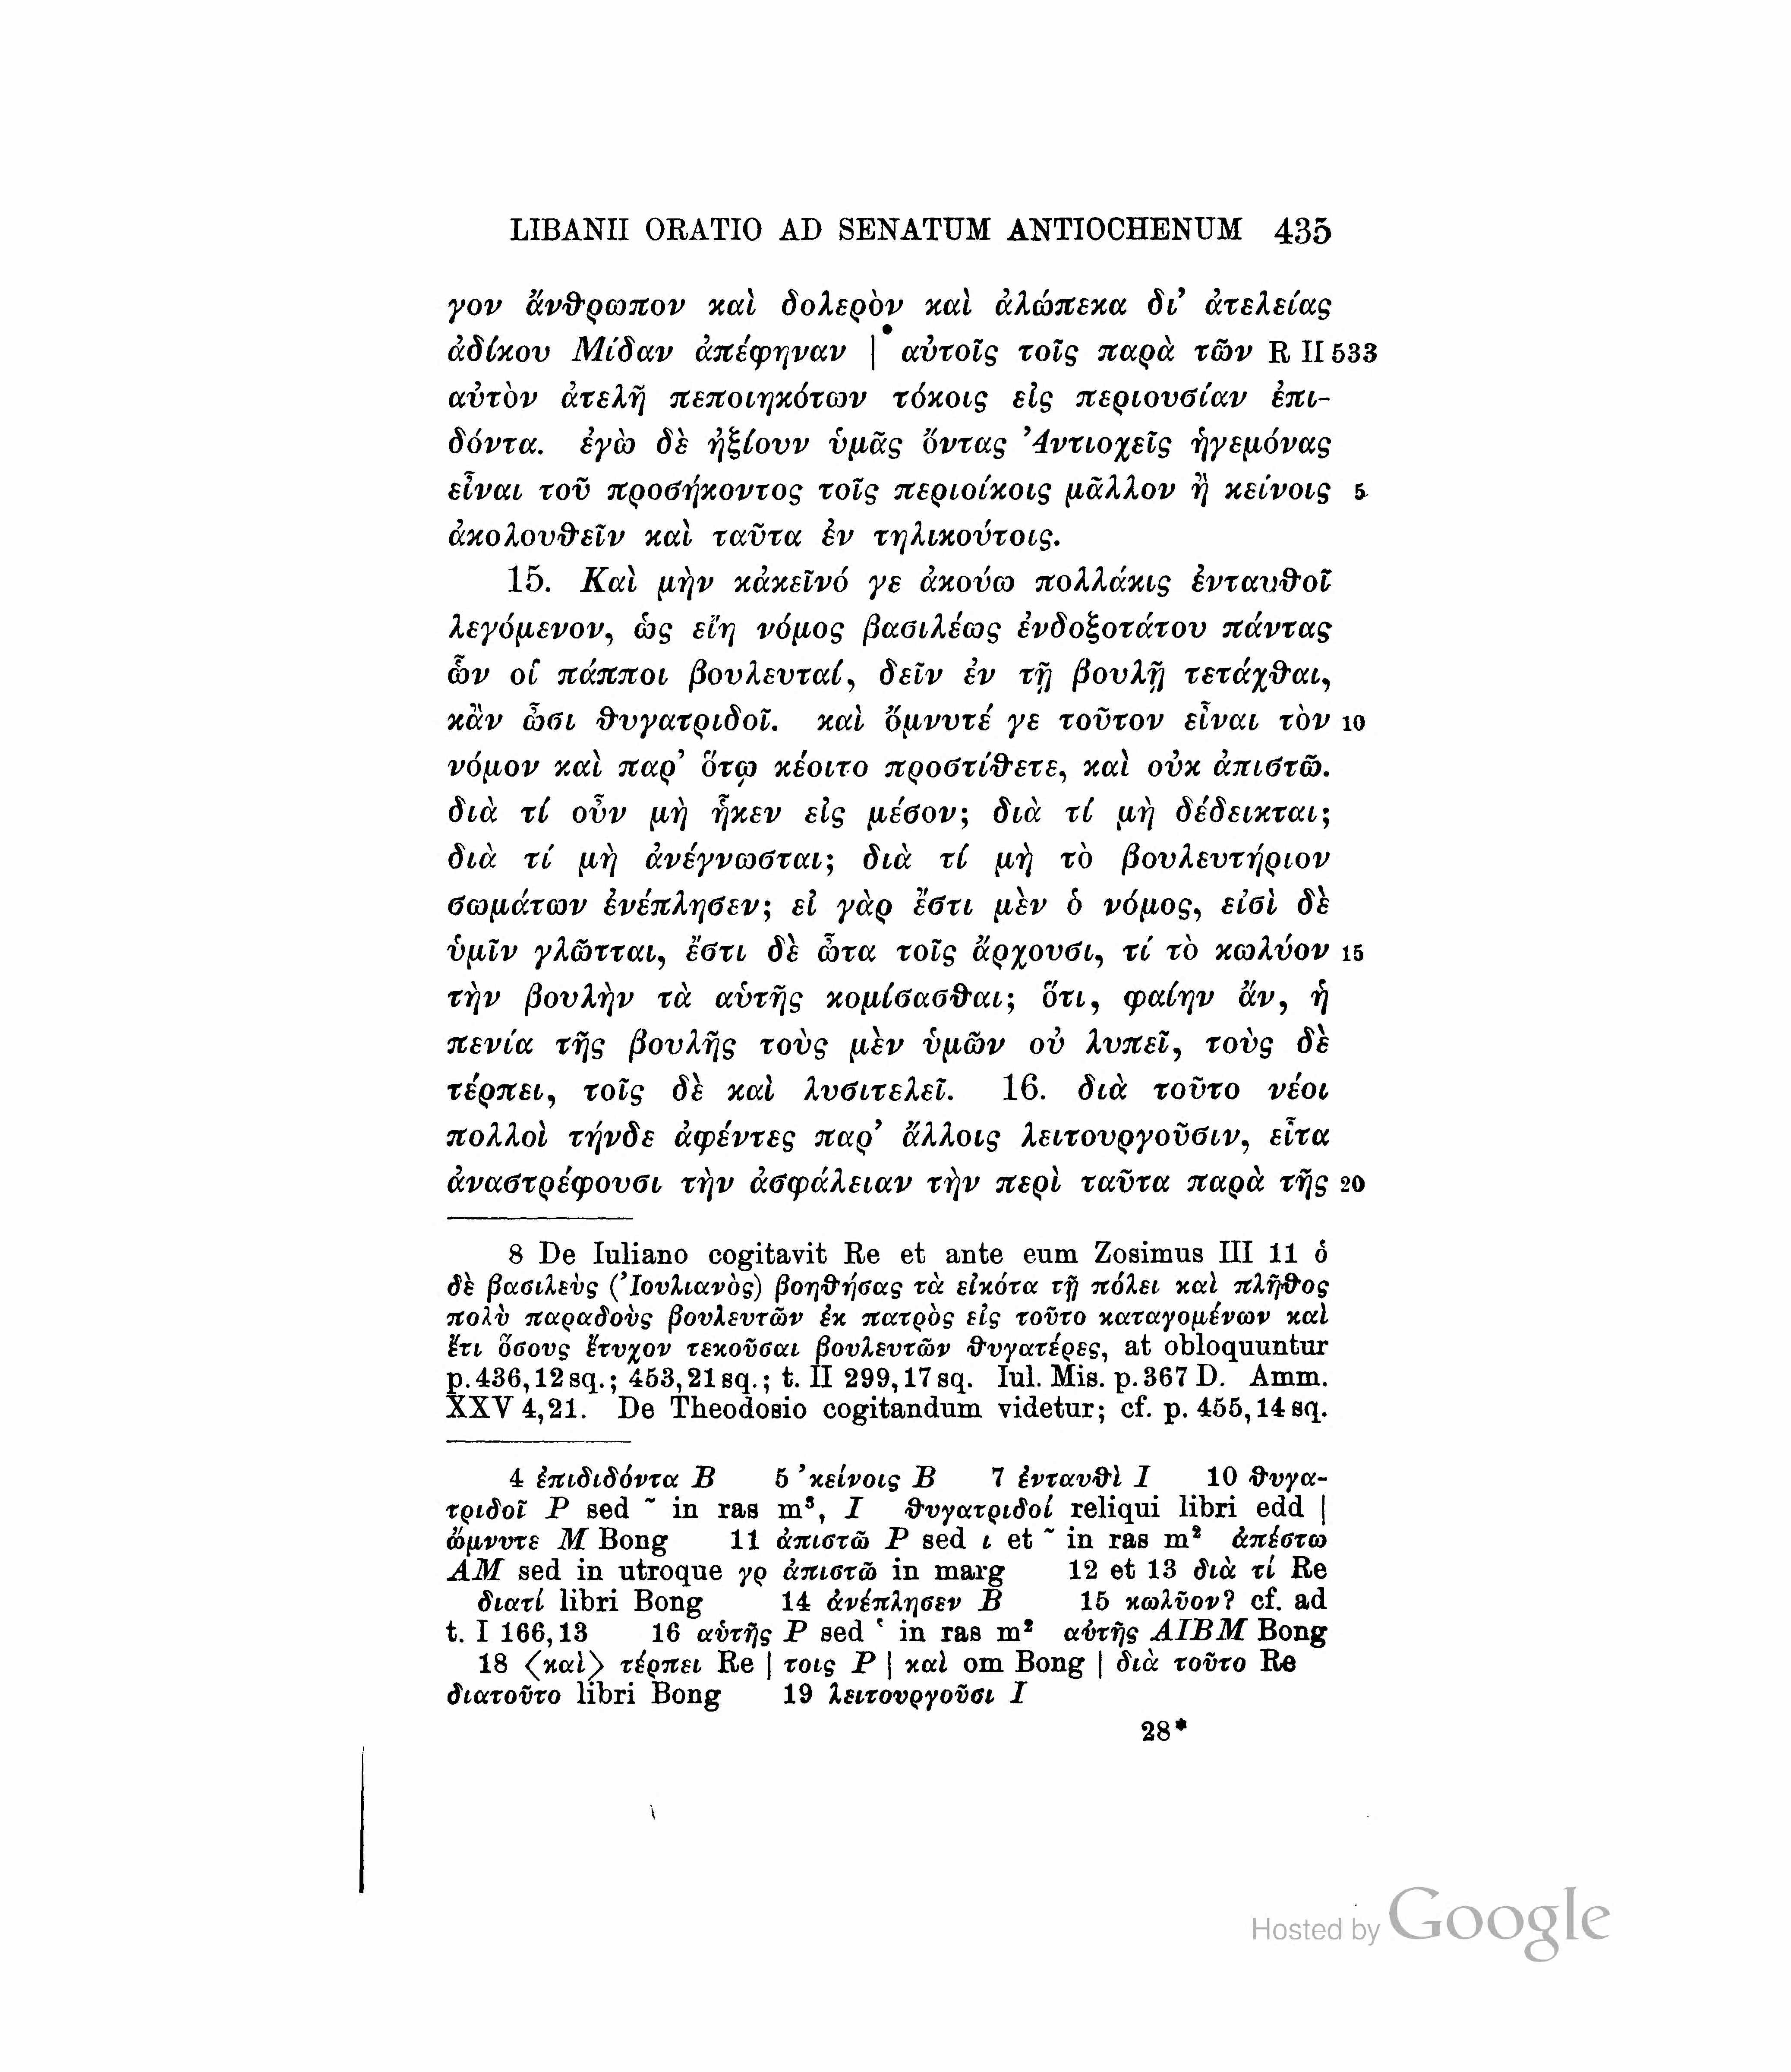 LIBANII ORATIO AD SENATUM ANTIOCHENUM 435
γον ἄνθρωπον καὶ δολερὸν καὶ ἀλώπεκα δι’ ἀτελείας
ἀδίκου Μίδαν ἀπέφηναν | αὐτοῖς τοῖς παρὰ τῶν R II 533
αὐτὸν ἀτελῆ πεποιηκότων τόκοις εἰς περιουσίαν ἐπι-
δόντα. ἐγὼ δὲ ἠξίουν ὑμᾶς ὄντας Ἀντιοχεῖς ἡγεμόνας
εἶναι τοῦ προσήκοντος τοῖς περιοίκοις μᾶλλον ἢ κείνοις 5
ἀκολουθεῖν καὶ ταῦτα ἐν τηλικούτοις.
15. Καὶ μὴν κἀκεῖνό γε ἀκούω πολλάκις ἐνταυθοῖ
λεγόμενον, ὡς εἴη νόμος βασιλέως ἐνδοξοτάτου πάντας
ὧν οἱ πάπποι βουλευταί, δεῖν ἐν τῇ βουλῇ τετάχθαι,
κἂν ὦσι θυγατριδοῖ. καὶ ὄμνυτέ γε τοῦτον εἶναι τὸν 10
νόμον καὶ παρ’ ὅτῳ κέοιτο προστίθετε, καὶ οὐκ ἀπιστῶ.
διὰ τί οὖν μὴ ἧκεν εἰς μέσον; διὰ τί μὴ δέδεικται;
διὰ τί μὴ ἀνέγνωσται; διὰ τί μὴ τὸ βουλευτήριον
σωμάτων ἐνέπλησεν; εἰ γὰρ ἔστι μὲν ὁ νόμος, εἰσὶ δὲ
ὑμῖν γλῶτται, ἔστι δὲ ὦτα τοῖς ἄρχουσι, τί τὸ κωλύον 15
τὴν βουλὴν τὰ αὑτῆς κομίσασθαι; ὅτι, φαίην ἄν, ἡ
πενία τῆς βουλῆς τοὺς μὲν ὑμῶν οὐ λυπεῖ, τοὺς δὲ
τέρπει, τοῖς δὲ καὶ λυσιτελεῖ. 16. διὰ τοῦτο νέοι
πολλοὶ τήνδε ἀφέντες παρ’ ἄλλοις λειτουργοῦσιν, εἶτα
ἀναστρέφουσι τὴν ἀσφάλειαν τὴν περὶ ταῦτα παρὰ τῆς 20
8 De Iuliano cogitavit Re et ante eum Zosimus III 11 ὁ
δὲ βασιλεὺς (Ἰουλιανὸς) βοηθήσας τὰ εἰκότα τῇ πόλει καὶ πλῆθος
πολὺ παραδοὺς βουλευτῶν ἐκ πατρὸς εἰς τοῦτο καταγομένων καὶ
ἔτι ὅσους ἔτυχον τεκοῦσαι βουλευτῶν θυγατέρες, at obloquuntur
p. 436,12 sq.; 453,21 sq.; t. II 299,17 sq. Iul. Mis. p. 367 D. Amm.
XXV 4,21. De Theodosio cogitandum videtur; cf. p. 455,14 sq.
4 ἐπιδιδόντα B 5 ’κείνοις B 7 ἐνταυθὶ I 10 θυγα-
τριδοῖ P sed ῀ in ras m³, I θυγατριδοί reliqui libri edd |
ὤμνυτε M Bong 11 ἀπιστῶ P sed ι et ῀ in ras m² ἀπέστω
AM sed in utroque γρ ἀπιστῶ in marg 12 et 13 διὰ τί Re
διατί libri Bong 14 ἀνέπλησεν B 15 κωλῦον? cf. ad
t. I 166,13 16 αὑτῆς P sed ῾ in ras m² αὐτῆς AIBM Bong
18 ⟨καὶ⟩ τέρπει Re | τοις P | καὶ om Bong | διὰ τοῦτο Re
διατοῦτο libri Bong 19 λειτουργοῦσι I
28*
Hosted by Google